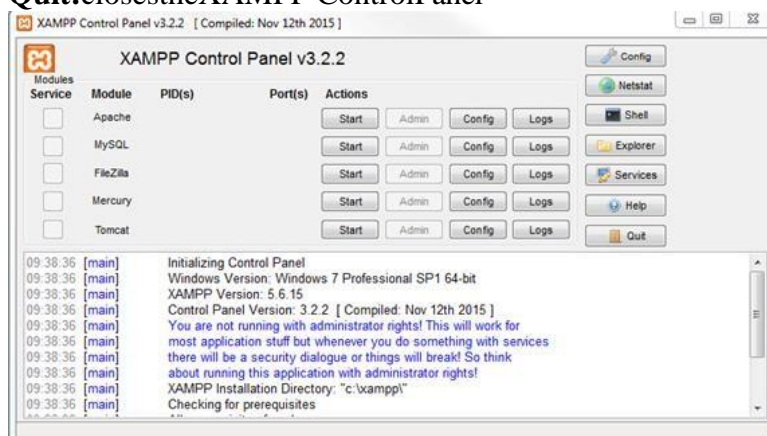 Quit:closestheXAMPP ControlPanel
XAMPP Control Panel v3.2.2 [ Compiled: Nov 12th 2015 ]
XAMPP Control Panel v3.2.2
Config
Modules
Service Module PID(s) Port(s) Actions
Netstat
Apache Start Admin Config Logs Shell
MySQL Start Admin Config Logs Explorer
FileZilla Start Admin Config Logs Services
Mercury Start Admin Config Logs Help
Tomcat Start Admin Config Logs Quit
09:38:36 [main] Initializing Control Panel
09:38:36 [main] Windows Version: Windows 7 Professional SP1 64-bit
09:38:36 [main] XAMPP Version: 5.6.15
09:38:36 [main] Control Panel Version: 3.2.2 [ Compiled: Nov 12th 2015 ]
09:38:36 [main] You are not running with administrator rights! This will work for
09:38:36 [main] most application stuff but whenever you do something with services
09:38:36 [main] there will be a security dialogue or things will break! So think
09:38:36 [main] about running this application with administrator rights!
09:38:36 [main] XAMPP Installation Directory: "c:\xampp\"
09:38:36 [main] Checking for prerequisites